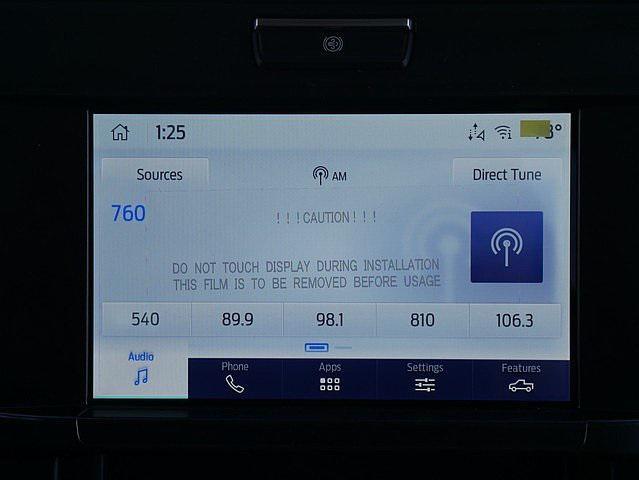 1:25
3°
Sources
AM
Direct Tune
760
!!!CAUTION!!!
DO NOT TOUCH DISPLAY DURING INSTALLATION
THIS FILM IS TO BE REMOVED BEFORE USAGE
540 89.9 98.1 810 106.3
Audio Phone Apps Settings Features